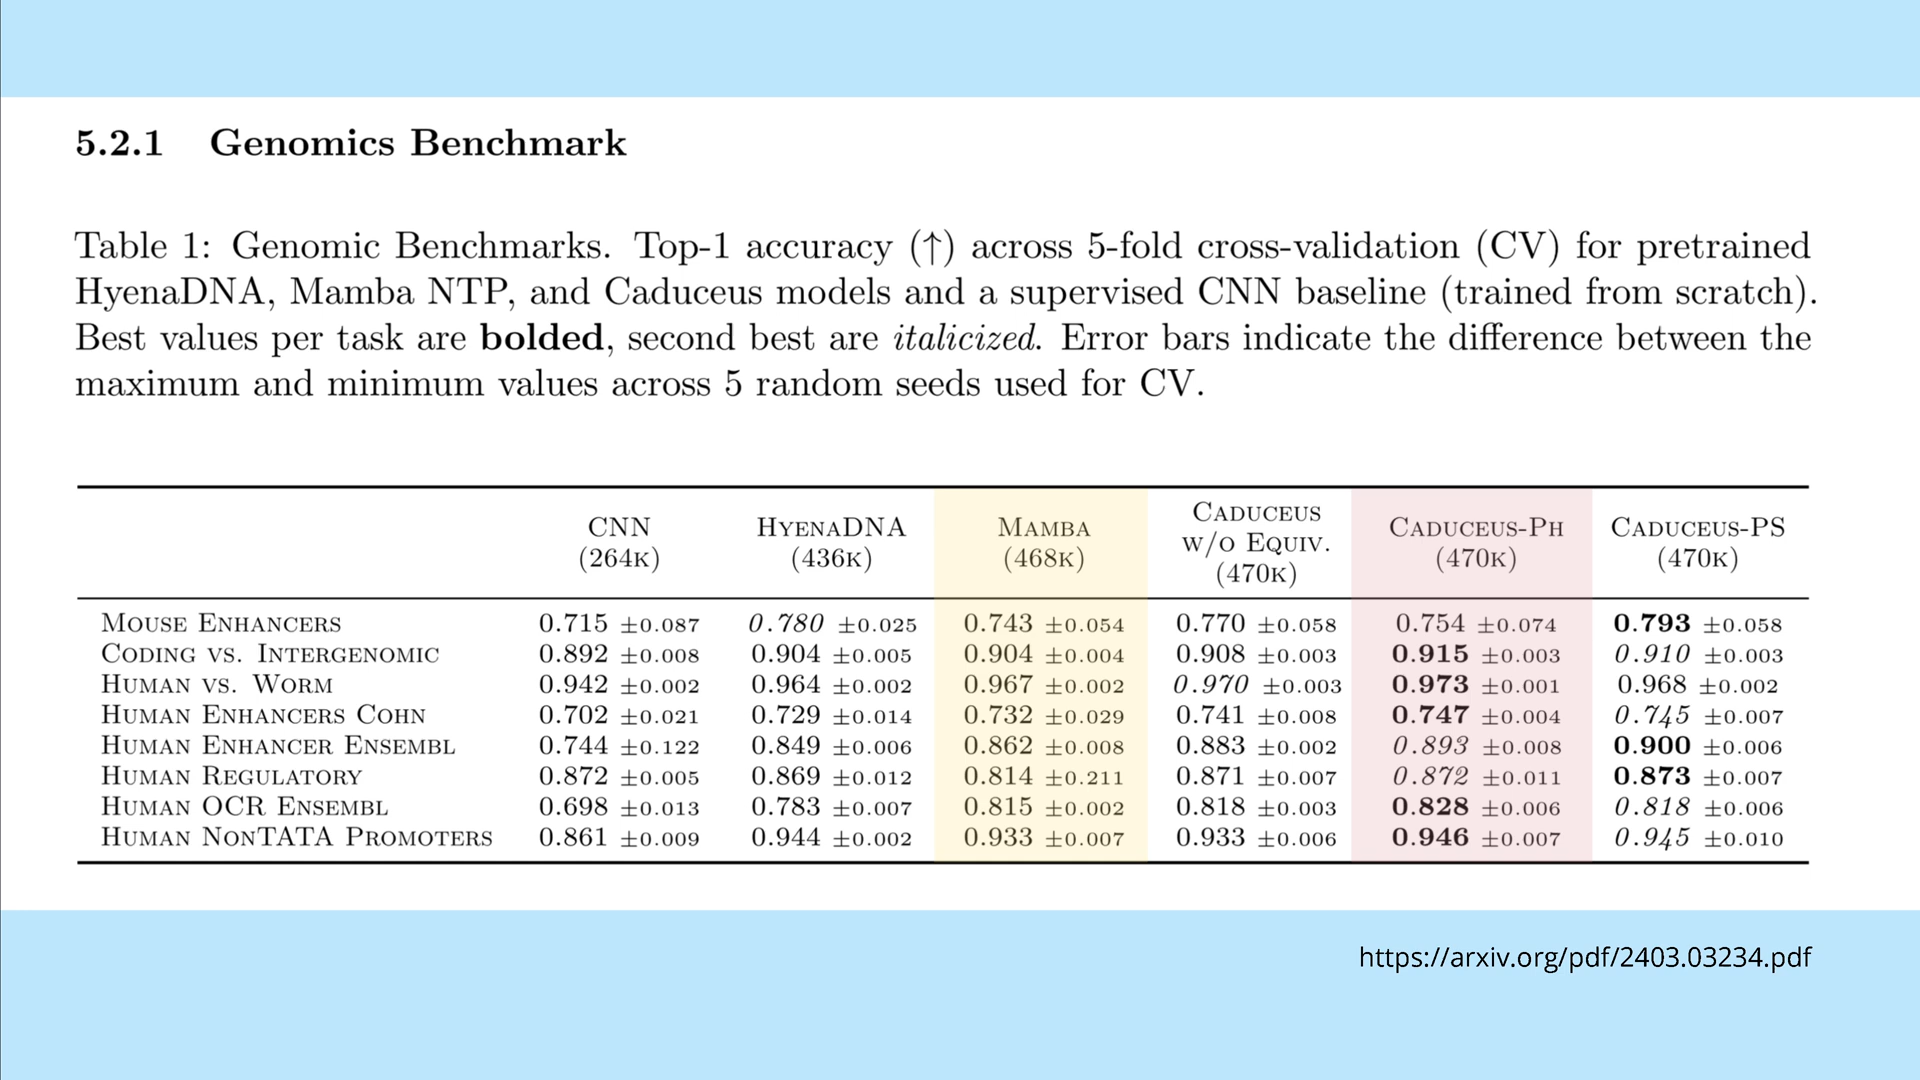 5.2.1 Genomics Benchmark
Table 1: Genomic Benchmarks. Top-1 accuracy (↑) across 5-fold cross-validation (CV) for pretrained
HyenaDNA, Mamba NTP, and Caduceus models and a supervised CNN baseline (trained from scratch).
Best values per task are bolded, second best are italicized. Error bars indicate the difference between the
maximum and minimum values across 5 random seeds used for CV.
CNN (264K) HyenaDNA (436K) Mamba (468K) Caduceus w/o Equiv. (470K) Caduceus-Ph (470K) Caduceus-PS (470K)
Mouse Enhancers 0.715 ±0.087 0.780 ±0.025 0.743 ±0.054 0.770 ±0.058 0.754 ±0.074 0.793 ±0.058
Coding vs. Intergenomic 0.892 ±0.008 0.904 ±0.005 0.904 ±0.004 0.908 ±0.003 0.915 ±0.003 0.910 ±0.003
Human vs. Worm 0.942 ±0.002 0.964 ±0.002 0.967 ±0.002 0.970 ±0.003 0.973 ±0.001 0.968 ±0.002
Human Enhancers Cohn 0.702 ±0.021 0.729 ±0.014 0.732 ±0.029 0.741 ±0.008 0.747 ±0.004 0.745 ±0.007
Human Enhancer Ensembl 0.744 ±0.122 0.849 ±0.006 0.862 ±0.008 0.883 ±0.002 0.893 ±0.008 0.900 ±0.006
Human Regulatory 0.872 ±0.005 0.869 ±0.012 0.814 ±0.211 0.871 ±0.007 0.872 ±0.011 0.873 ±0.007
Human OCR Ensembl 0.698 ±0.013 0.783 ±0.007 0.815 ±0.002 0.818 ±0.003 0.828 ±0.006 0.818 ±0.006
Human NonTATA Promoters 0.861 ±0.009 0.944 ±0.002 0.933 ±0.007 0.933 ±0.006 0.946 ±0.007 0.945 ±0.010
https://arxiv.org/pdf/2403.03234.pdf